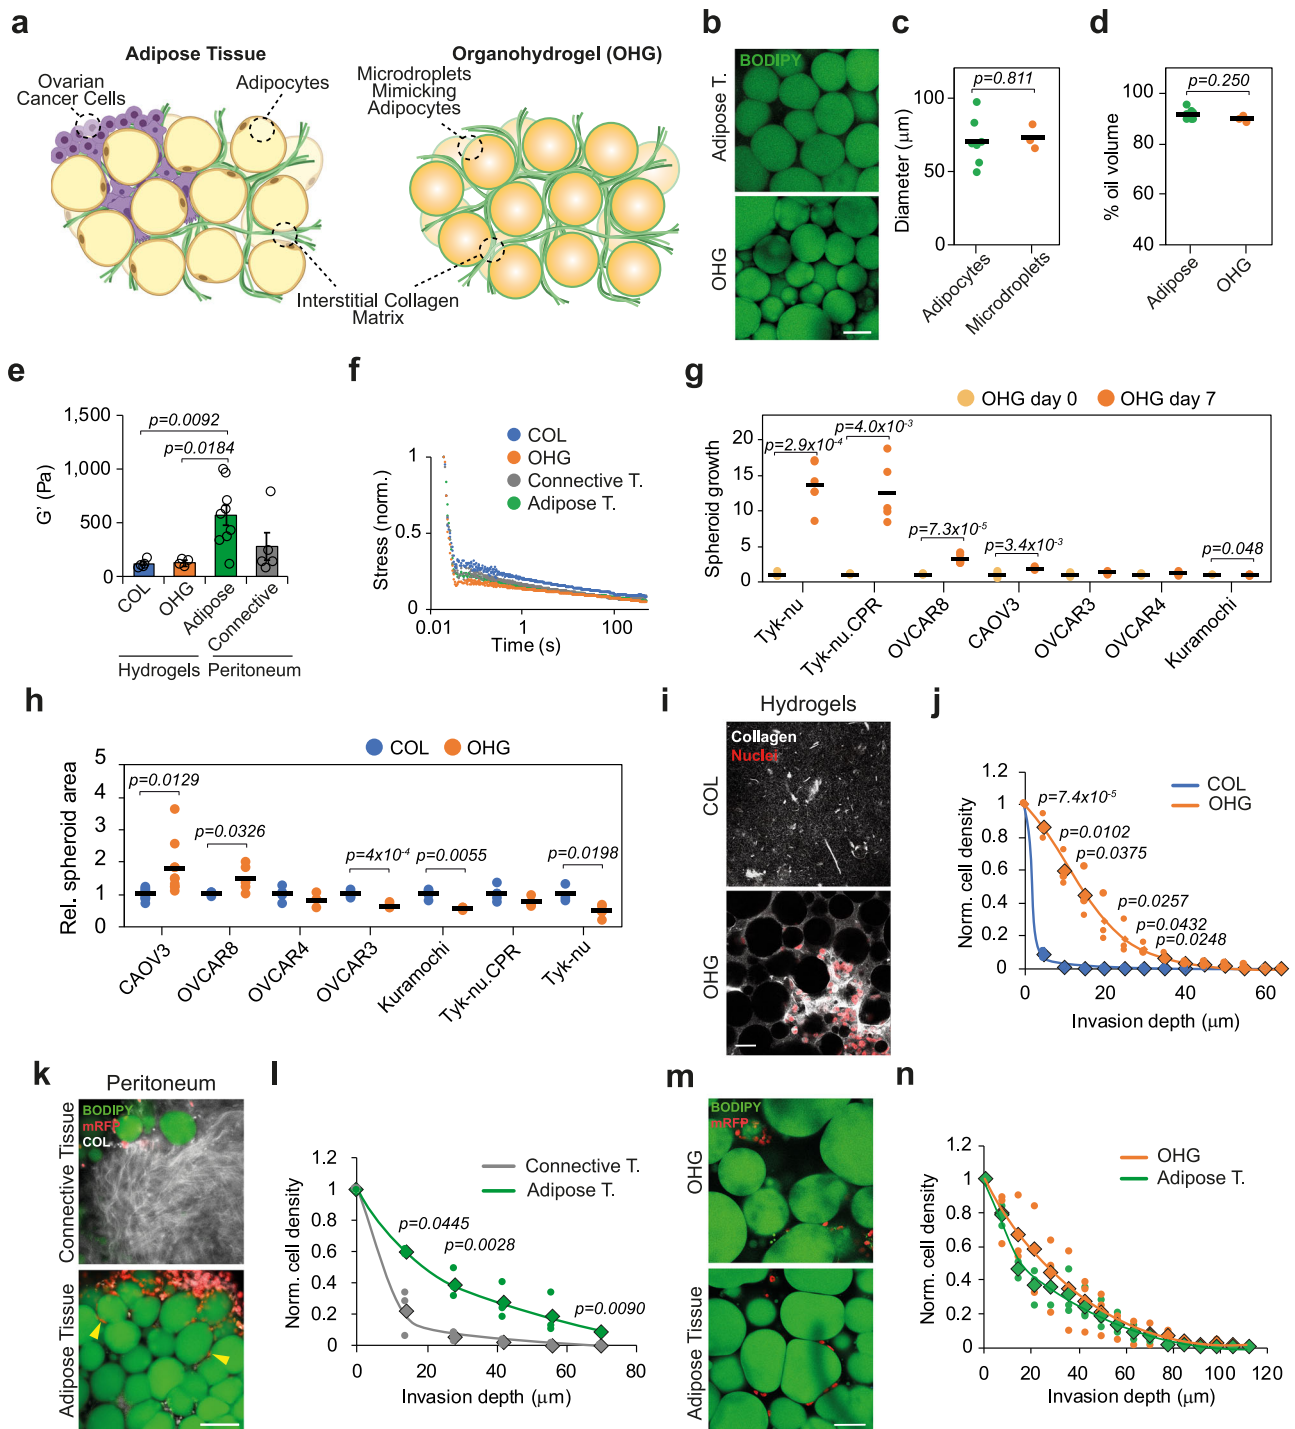 a
Adipose Tissue
Ovarian
Cancer Cells
Adipocytes
Organohydrogel (OHG)
Microdroplets
Mimicking
Adipocytes
Interstitial Collagen
Matrix
b
BODIPY
Adipose T.
OHG
c
p=0.811
Diameter (μm)
100
50
0
Adipocytes
Microdroplets
d
p=0.250
% oil volume
100
80
60
40
Adipose
OHG
e
G' (Pa)
1,500
1,000
500
0
p=0.0092
p=0.0184
COL
OHG
Adipose
Connective
Hydrogels
Peritoneum
f
COL
OHG
Connective T.
Adipose T.
Stress (norm.)
1
0.5
0
0.01
1
100
Time (s)
g
OHG day 0
OHG day 7
Spheroid growth
20
15
10
5
0
p=2.9x10-4
p=4.0x10-3
p=7.3x10-5
p=3.4x10-3
p=0.048
Tyk-nu
Tyk-nu.CPR
OVCAR8
CAOV3
OVCAR3
OVCAR4
Kuramochi
h
COL
OHG
Rel. spheroid area
5
4
3
2
1
0
p=0.0129
p=0.0326
p=4x10-4
p=0.0055
p=0.0198
CAOV3
OVCAR8
OVCAR4
OVCAR3
Kuramochi
Tyk-nu.CPR
Tyk-nu
i
Hydrogels
Collagen
Nuclei
COL
OHG
j
COL
OHG
Norm. cell density
1.2
1
0.8
0.6
0.4
0.2
0
p=7.4x10-5
p=0.0102
p=0.0375
p=0.0257
p=0.0432
p=0.0248
0
20
40
60
Invasion depth (μm)
k
Peritoneum
BODIPY
mRFP
COL
Connective Tissue
Adipose Tissue
l
Connective T.
Adipose T.
Norm. cell density
1.2
1
0.8
0.6
0.4
0.2
0
p=0.0445
p=0.0028
p=0.0090
0
20
40
60
80
Invasion depth (μm)
m
BODIPY
mRFP
OHG
Adipose Tissue
n
OHG
Adipose T.
Norm. cell density
1.2
1
0.8
0.6
0.4
0.2
0
0
20
40
60
80
100
120
Invasion depth (μm)